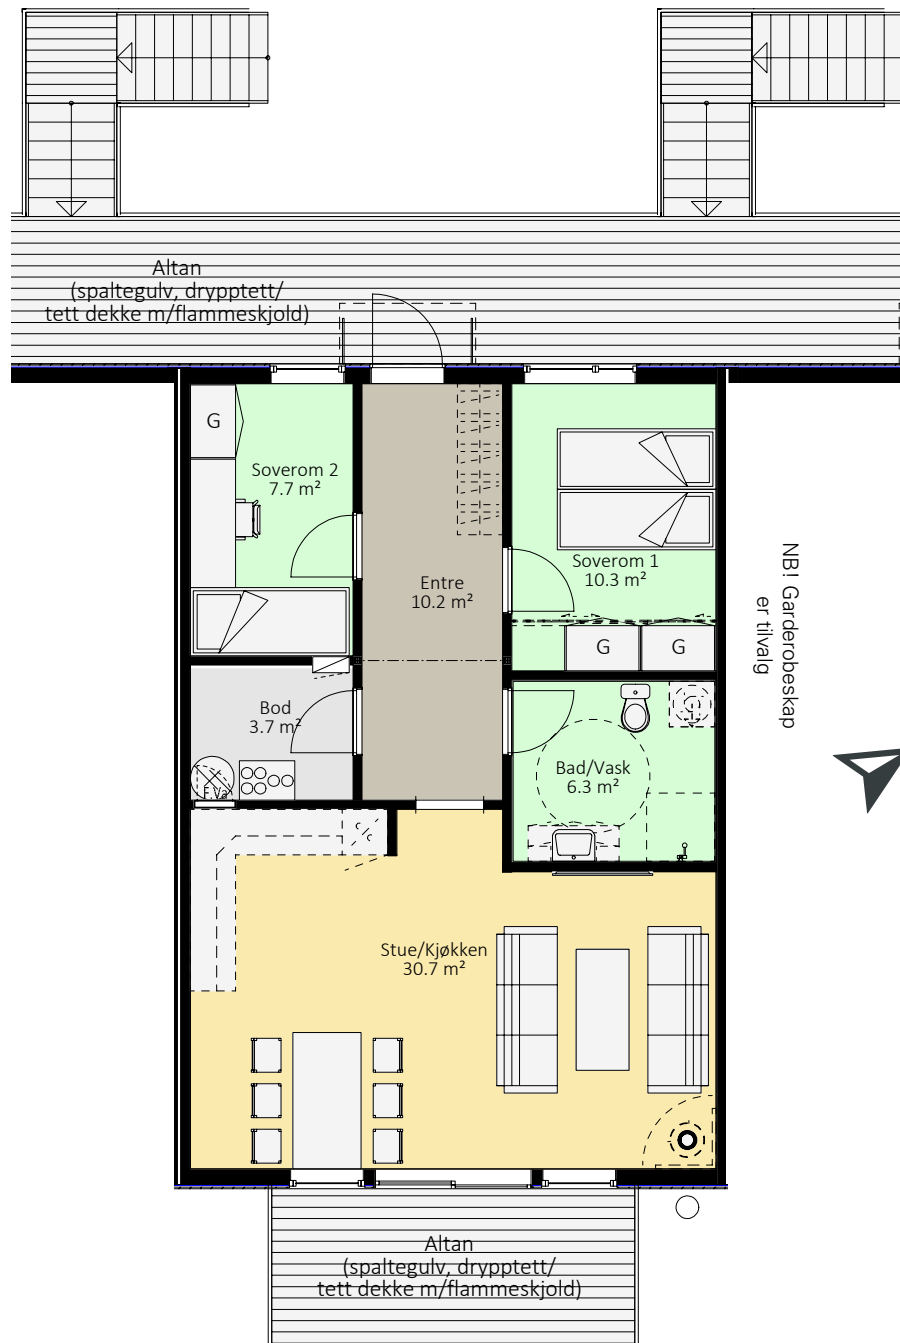 Altan
(spaltegulv, drypptett/
tett dekke m/flammeskjold)
G
Soverom 2
7.7 m²
Soverom 1
10.3 m²
Entre
10.2 m²
G
G
NB! Garderobeskap
er tilvalg
Bod
3.7 m²
F.Va
Bad/Vask
6.3 m²
Stue/Kjøkken
30.7 m²
Altan
(spaltegulv, drypptett/
tett dekke m/flammeskjold)